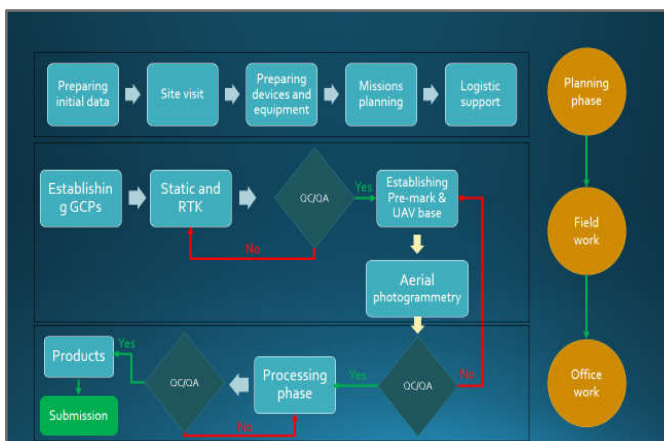 Preparing
initial data
Site visit
Preparing
devices and
equipment
Missions
planning
Logistic
support
Planning
phase
Establishin
g GCPs
Static and
RTK
QC/QA
Yes
No
Establishing
Pre-mark &
UAV base
Field
work
Aerial
photogrammetry
Products
Yes
QC/QA
No
Processing
phase
Yes
QC/QA
No
Office
work
Submission